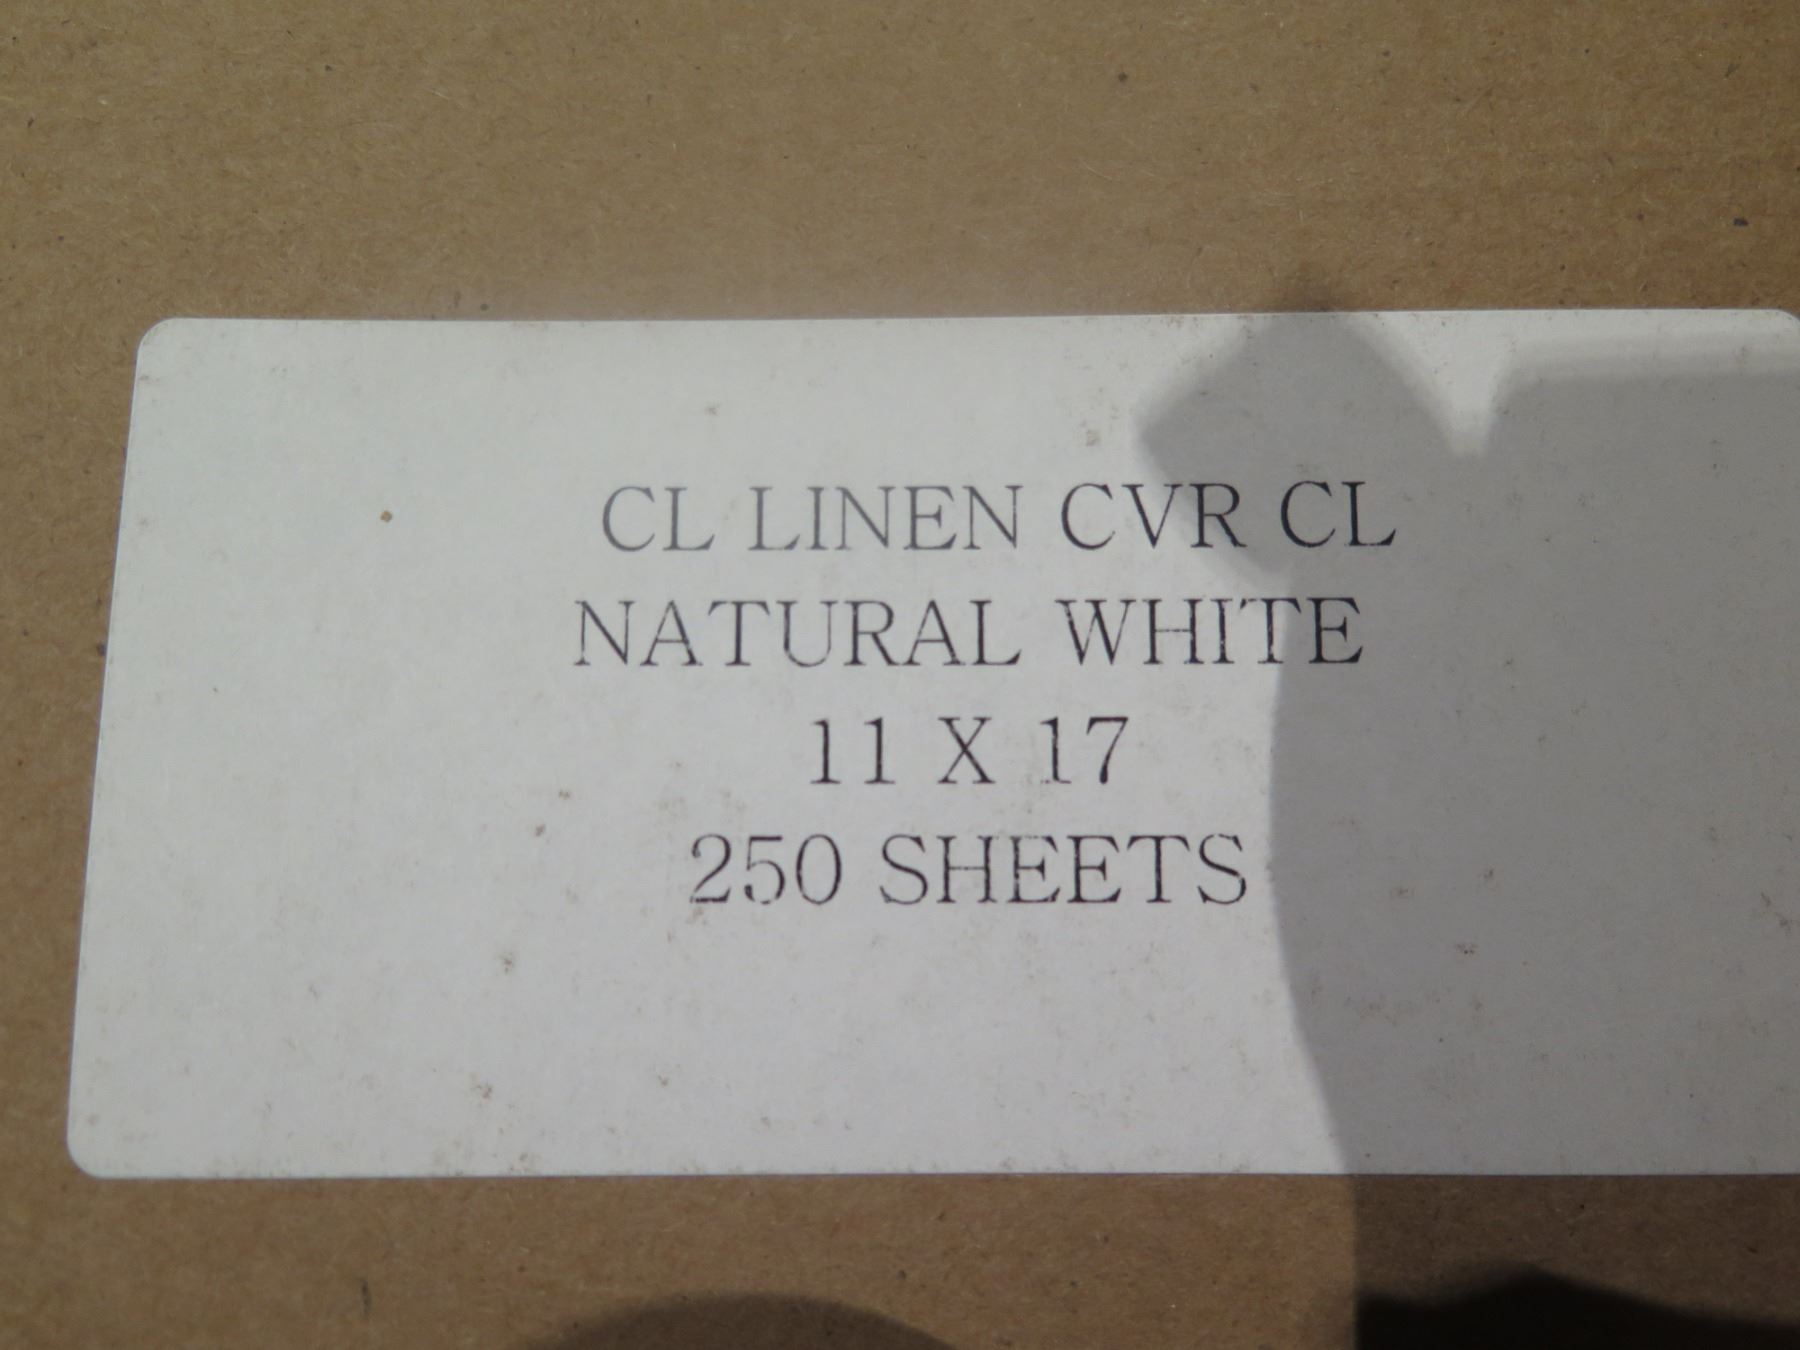 CL LINEN CVR CL
NATURAL WHITE
11 X 17
250 SHEETS